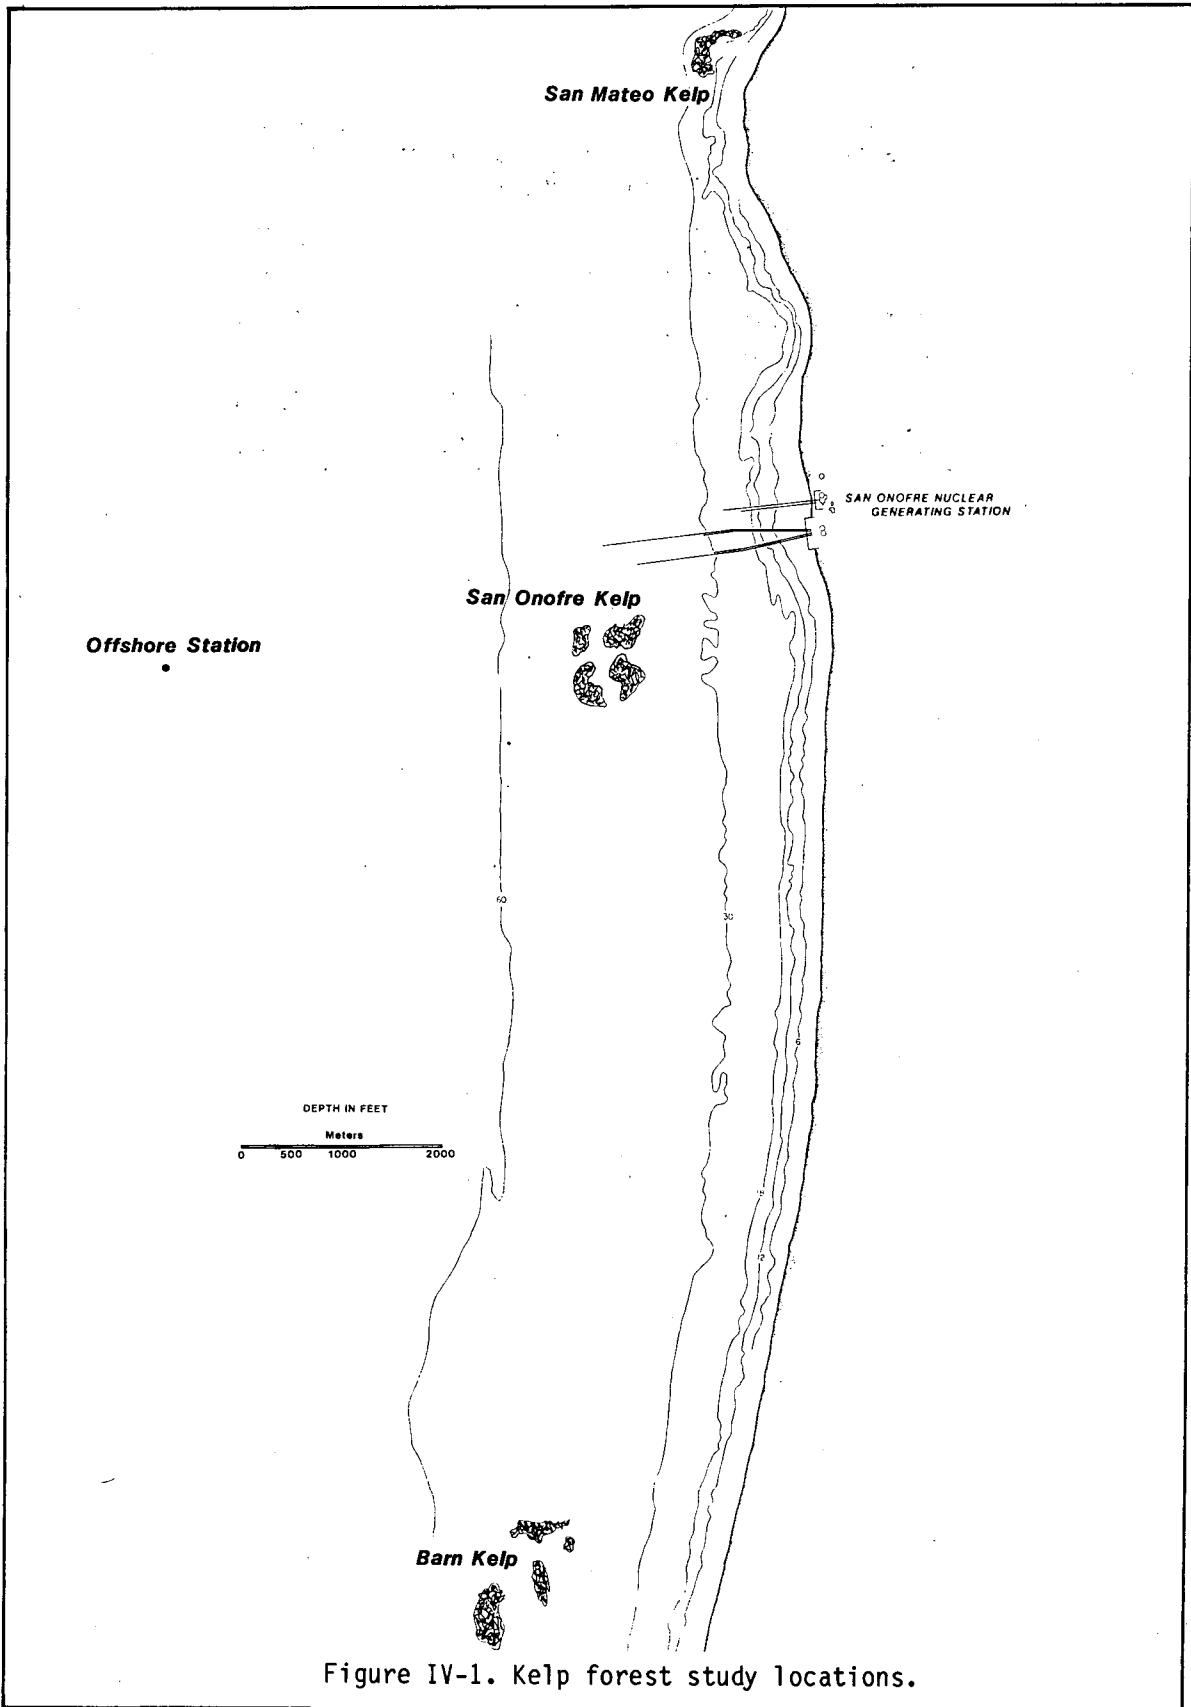 San Mateo Kelp
SAN ONOFRE NUCLEAR
GENERATING STATION
San Onofre Kelp
Offshore Station
60
30
6
DEPTH IN FEET
Meters
0 500 1000 2000
18
12
Barn Kelp
Figure IV-1. Kelp forest study locations.